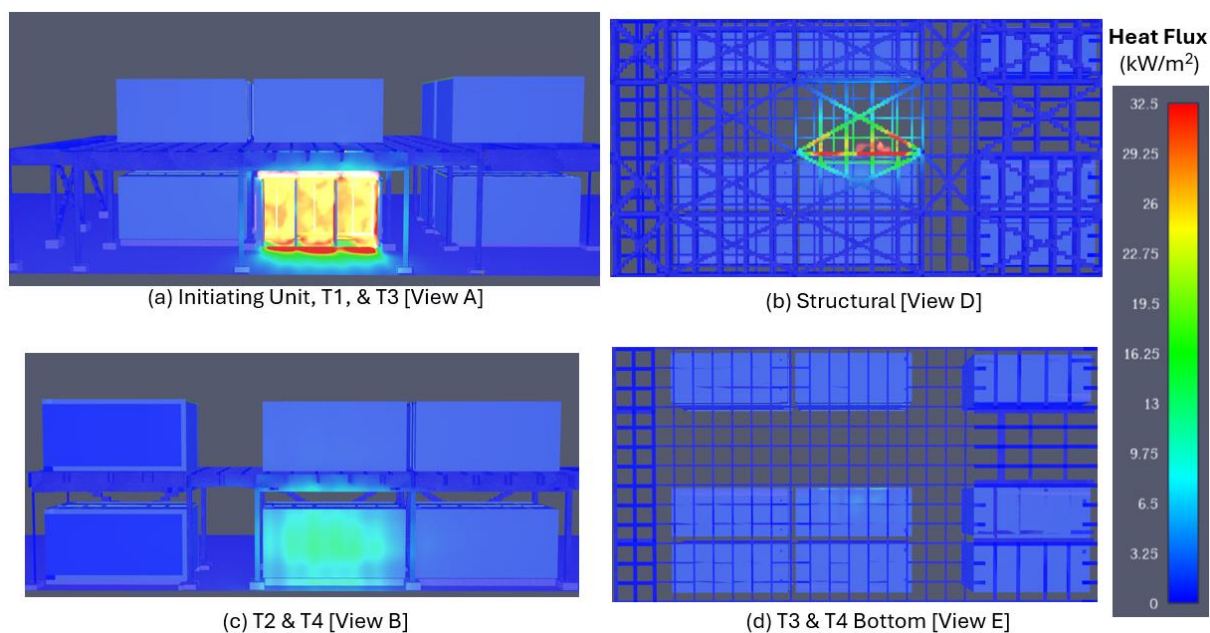 Heat Flux
(kW/m²)
32.5
29.25
26
22.75
19.5
16.25
13
9.75
6.5
3.25
0
(a) Initiating Unit, T1, & T3 [View A]
(b) Structural [View D]
(c) T2 & T4 [View B]
(d) T3 & T4 Bottom [View E]